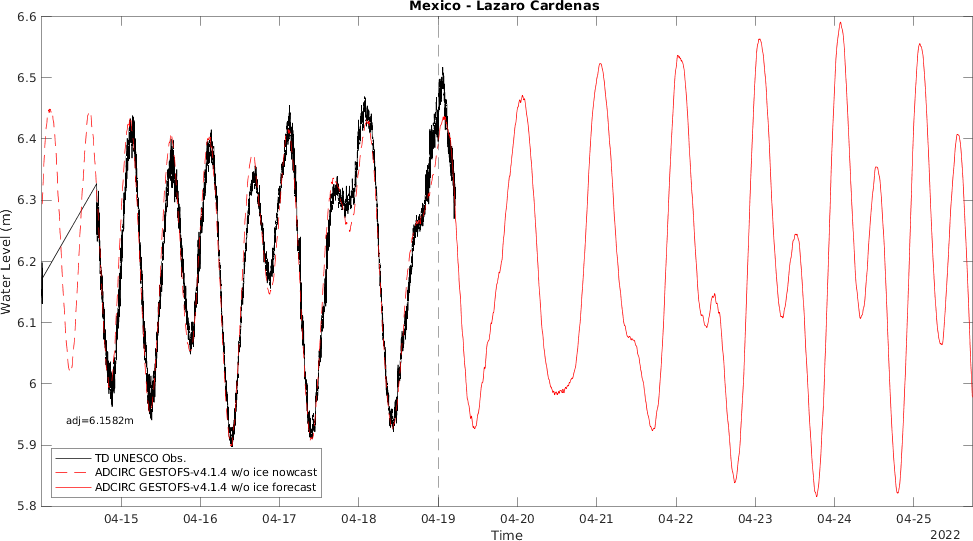 Mexico - Lazaro Cardenas
Water Level (m)
6.6
6.5
6.4
6.3
6.2
6.1
6
5.9
5.8
adj=6.1582m
TD UNESCO Obs.
ADCIRC GESTOFS-v4.1.4 w/o ice nowcast
ADCIRC GESTOFS-v4.1.4 w/o ice forecast
04-15 04-16 04-17 04-18 04-19 04-20 04-21 04-22 04-23 04-24 04-25
Time
2022